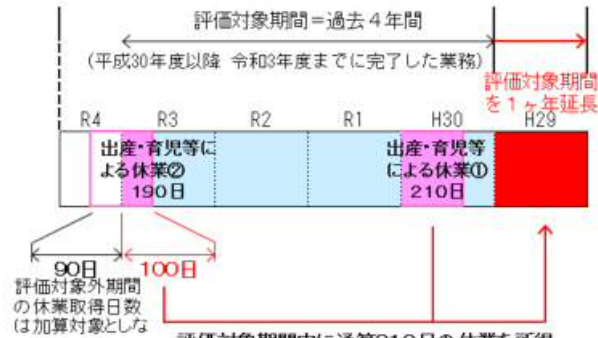 評価対象期間＝過去４年間
(平成30年度以降 令和3年度までに完了した業務)
評価対象期間
を１ヶ年延長
R4 R3 R2 R1 H30 H29
出産・育児等に
よる休業②
190日
出産・育児等
による休業①
210日
90日
100日
評価対象外期間
の休業取得日数
は加算対象としな